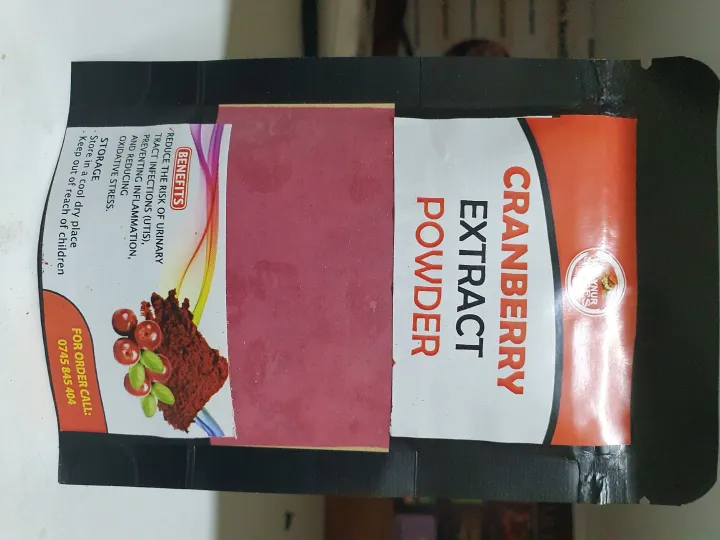 CRANBERRY
EXTRACT
POWDER
BENEFITS
REDUCE THE RISK OF URINARY
TRACT INFECTIONS (UTIS),
PREVENTING INFLAMMATION,
AND REDUCING
OXIDATIVE STRESS.
STORAGE
- Store in a cool dry place
- Keep out of reach of children
FOR ORDER CALL:
0745 845 404